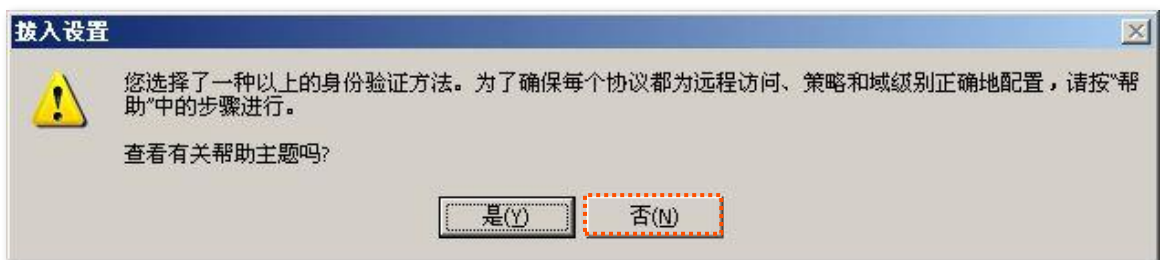 拨入设置
您选择了一种以上的身份验证方法。为了确保每个协议都为远程访问、策略和域级别正确地配置，请按“帮
助”中的步骤进行。
查看有关帮助主题吗?
是(Y) 否(N)